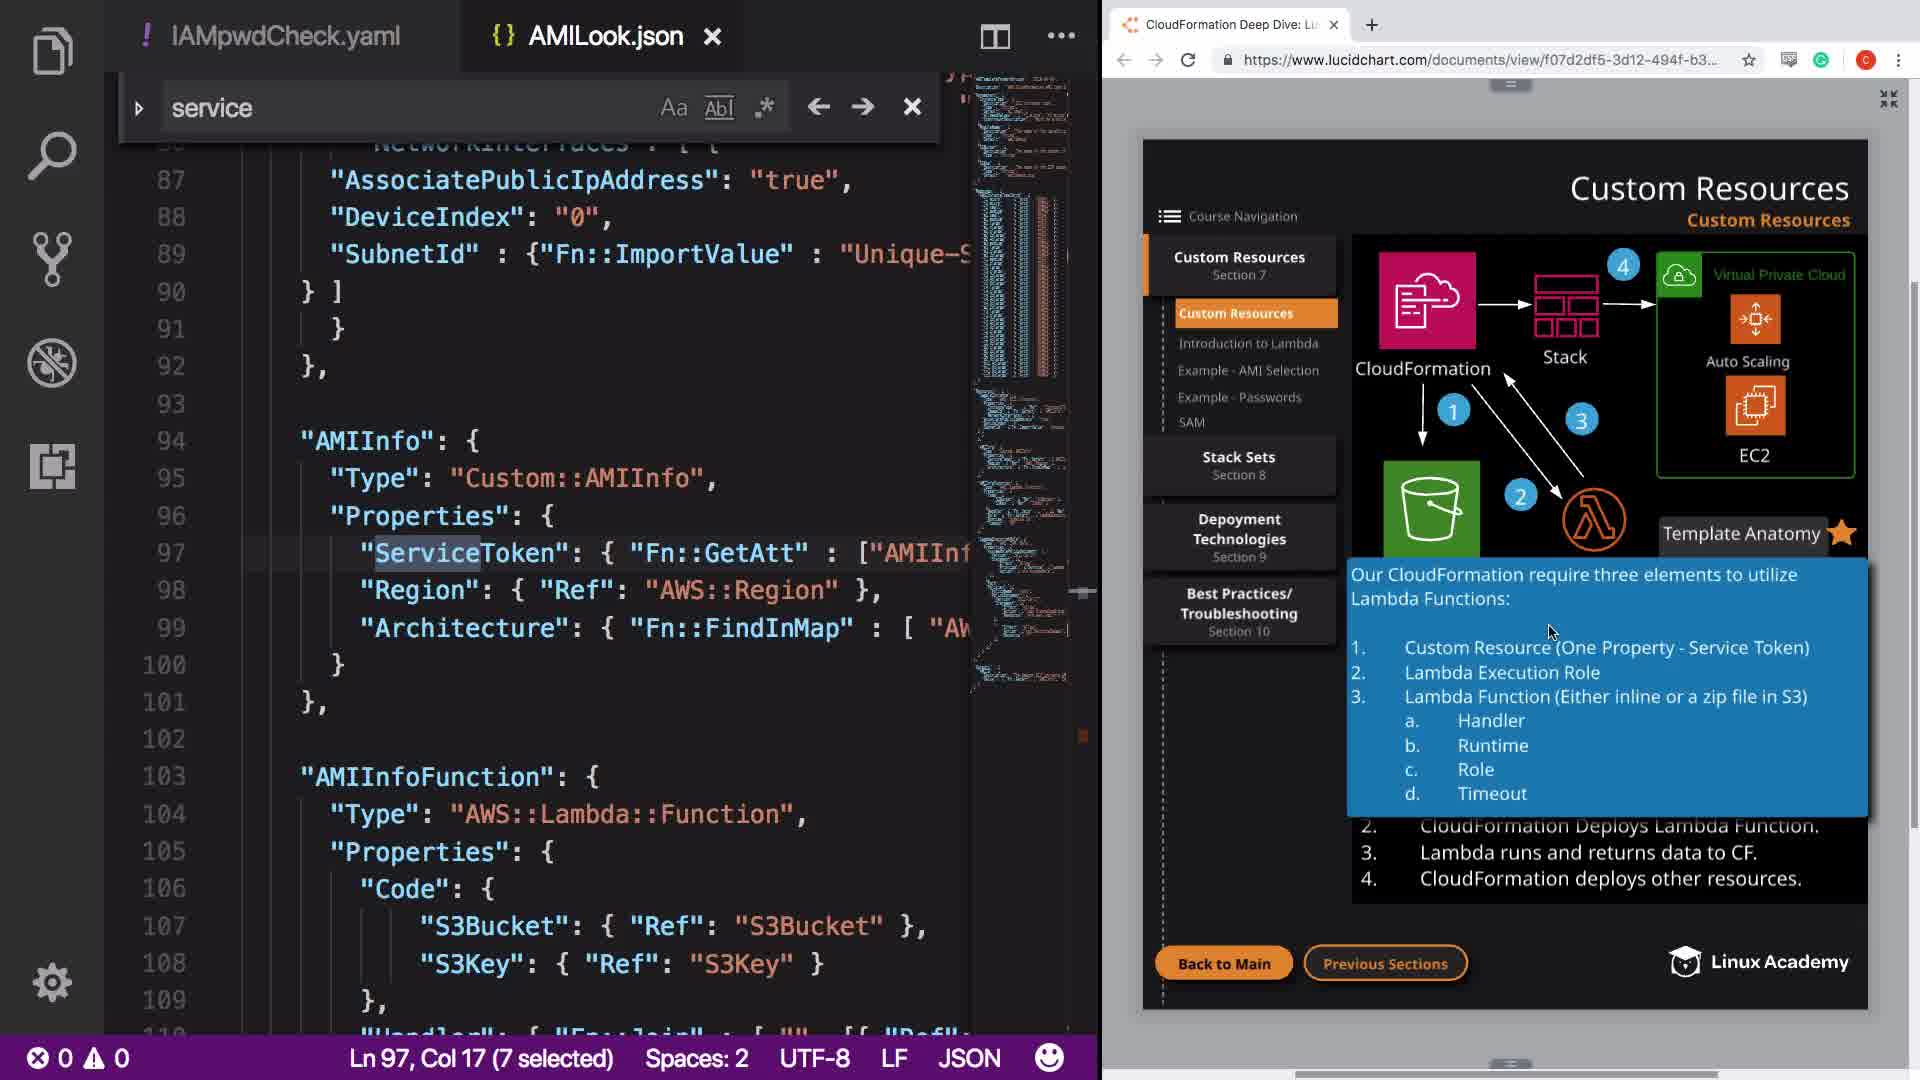 IAMpwdCheck.yaml
AMILook.json
service
Aa Abl .*
87 "AssociatePublicIpAddress": "true",
88 "DeviceIndex": "0",
89 "SubnetId" : {"Fn::ImportValue" : "Unique-S
90 } ]
91 }
92 },
93
94 "AMIInfo": {
95 "Type": "Custom::AMIInfo",
96 "Properties": {
97 "ServiceToken": { "Fn::GetAtt" : ["AMIInf
98 "Region": { "Ref": "AWS::Region" },
99 "Architecture": { "Fn::FindInMap" : [ "AW
100 }
101 },
102
103 "AMIInfoFunction": {
104 "Type": "AWS::Lambda::Function",
105 "Properties": {
106 "Code": {
107 "S3Bucket": { "Ref": "S3Bucket" },
108 "S3Key": { "Ref": "S3Key" }
109 },
0 0 Ln 97, Col 17 (7 selected) Spaces: 2 UTF-8 LF JSON
CloudFormation Deep Dive: Lu
https://www.lucidchart.com/documents/view/f07d2df5-3d12-494f-b3...
C
Custom Resources
Custom Resources
Course Navigation
Custom Resources
Section 7
Custom Resources
Introduction to Lambda
Example - AMI Selection
Example - Passwords
SAM
Stack Sets
Section 8
Depoyment
Technologies
Section 9
Best Practices/
Troubleshooting
Section 10
CloudFormation
Stack
4
Virtual Private Cloud
Auto Scaling
EC2
1
3
2
Template Anatomy
Our CloudFormation require three elements to utilize
Lambda Functions:
1. Custom Resource (One Property - Service Token)
2. Lambda Execution Role
3. Lambda Function (Either inline or a zip file in S3)
a. Handler
b. Runtime
c. Role
d. Timeout
2. CloudFormation Deploys Lambda Function.
3. Lambda runs and returns data to CF.
4. CloudFormation deploys other resources.
Back to Main
Previous Sections
Linux Academy